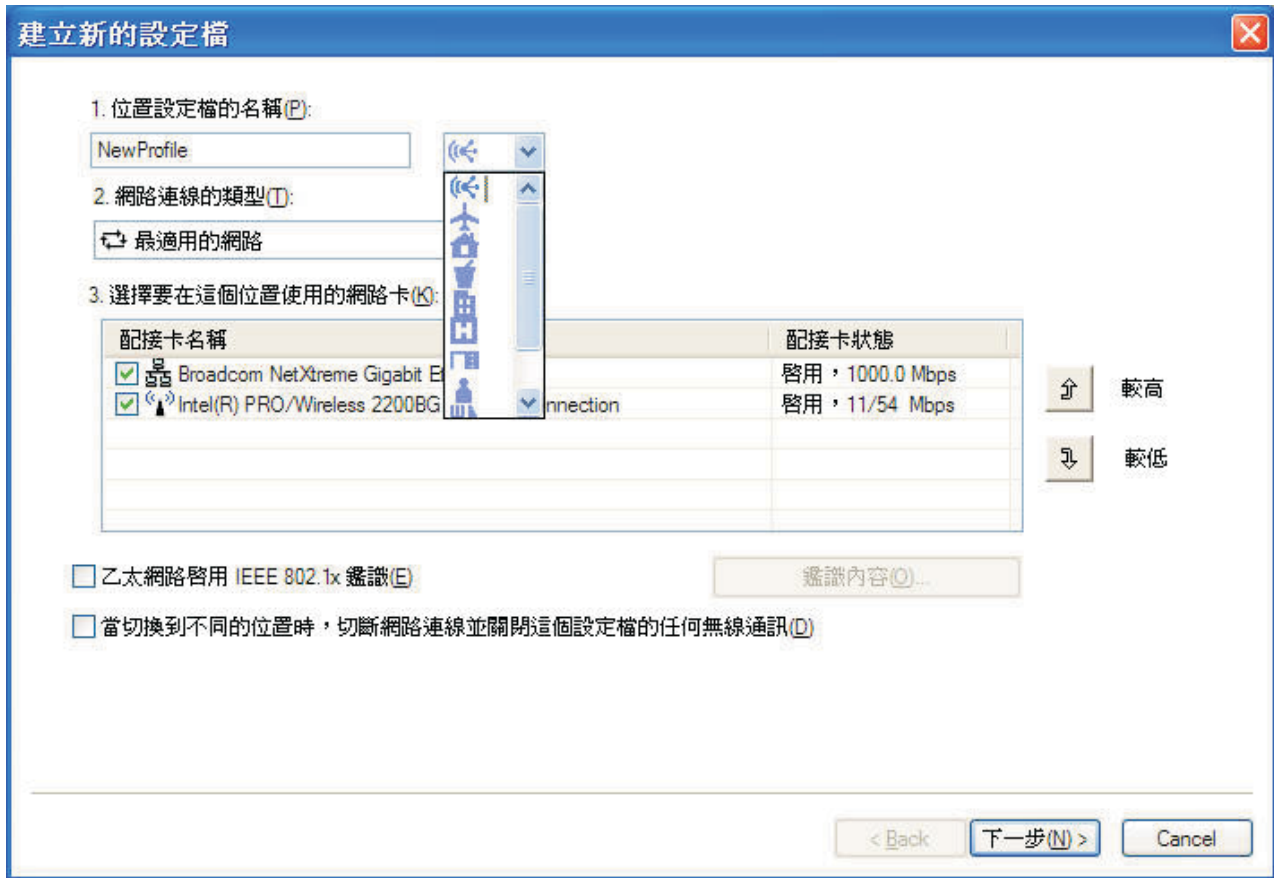 建立新的設定檔
1. 位置設定檔的名稱(P):
NewProfile
2. 網路連線的類型(T):
最適用的網路
3. 選擇要在這個位置使用的網路卡(K):
配接卡名稱 配接卡狀態
Broadcom NetXtreme Gigabit 啓用，1000.0 Mbps
Intel(R) PRO/Wireless 2200BG 啓用，11/54 Mbps
較高
較低
乙太網路啓用 IEEE 802.1x 鑑識(E) 鑑識內容(O)...
當切換到不同的位置時，切斷網路連線並關閉這個設定檔的任何無線通訊(D)
< Back 下一步(N) > Cancel